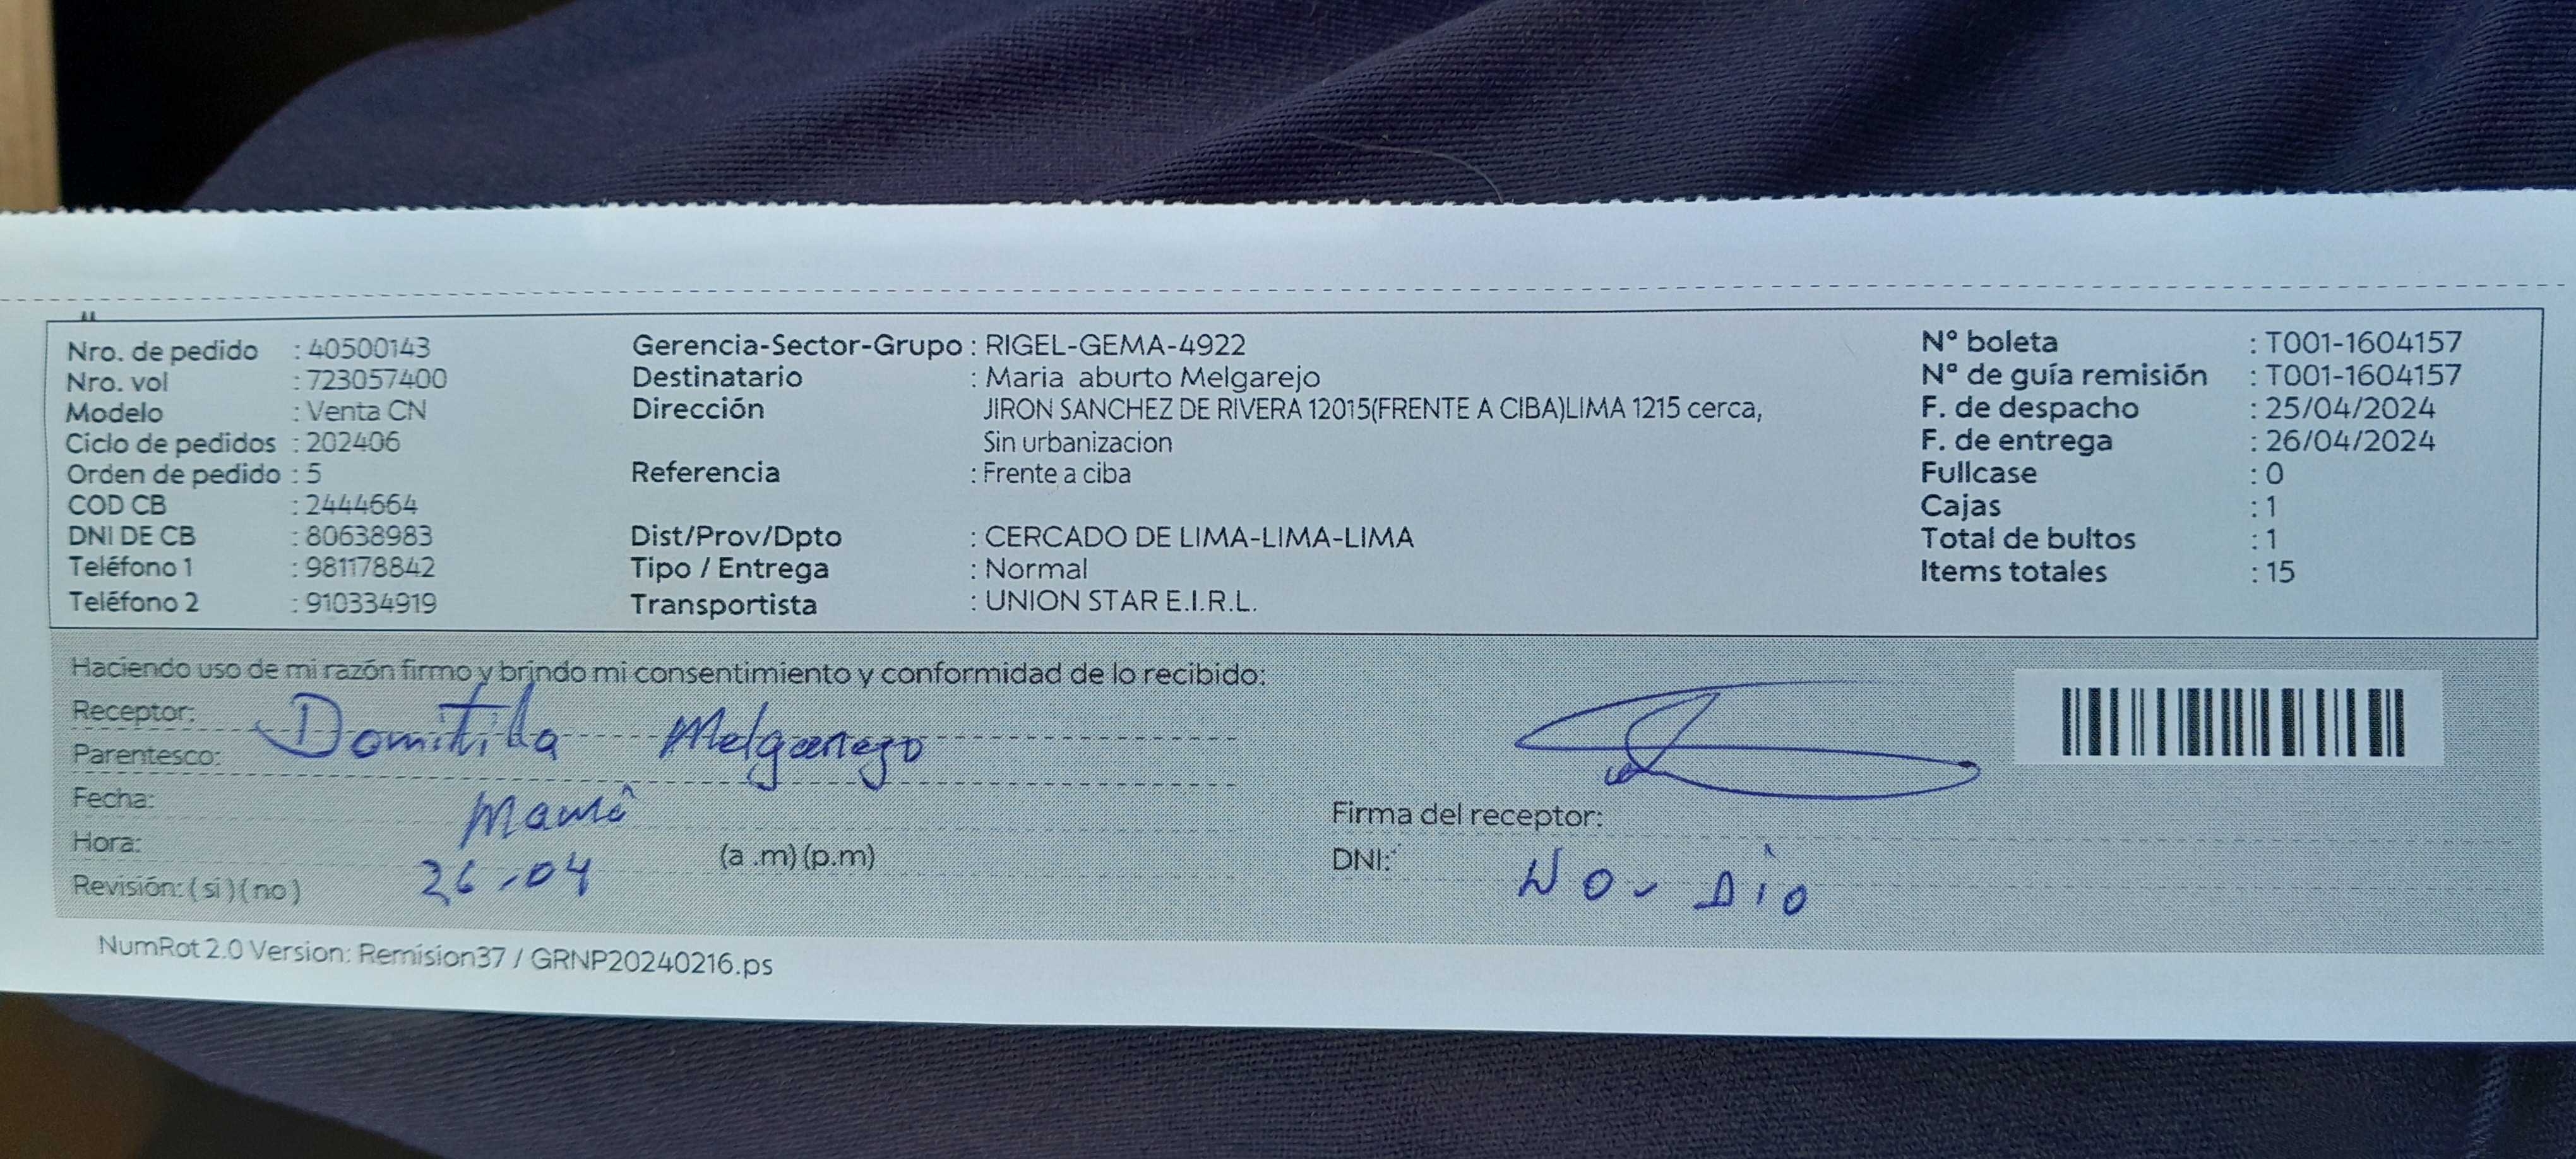 Nro. de pedido : 40500143
Nro. vol : 723057400
Modelo : Venta CN
Ciclo de pedidos : 202406
Orden de pedido : 5
COD CB : 2444664
DNI DE CB : 80638983
Teléfono 1 : 981178842
Teléfono 2 : 910334919
Gerencia-Sector-Grupo : RIGEL-GEMA-4922
Destinatario : Maria aburto Melgarejo
Dirección JIRON SANCHEZ DE RIVERA 12015(FRENTE A CIBA)LIMA 1215 cerca,
Sin urbanizacion
Referencia : Frente a ciba
Dist/Prov/Dpto : CERCADO DE LIMA-LIMA-LIMA
Tipo / Entrega : Normal
Transportista : UNION STAR E.I.R.L.
Nº boleta : T001-1604157
Nº de guía remisión : T001-1604157
F. de despacho : 25/04/2024
F. de entrega : 26/04/2024
Fullcase : 0
Cajas : 1
Total de bultos : 1
Items totales : 15
Haciendo uso de mi razón firmo y brindo mi consentimiento y conformidad de lo recibido:
Receptor: Domitila Melgarejo
Parentesco:
Fecha: Mamá
Hora: (a .m) (p.m)
Revisión: ( si ) ( no ) 26-04
Firma del receptor:
DNI: No - Dio
NumRot 2.0 Version: Remision37 / GRNP20240216.ps